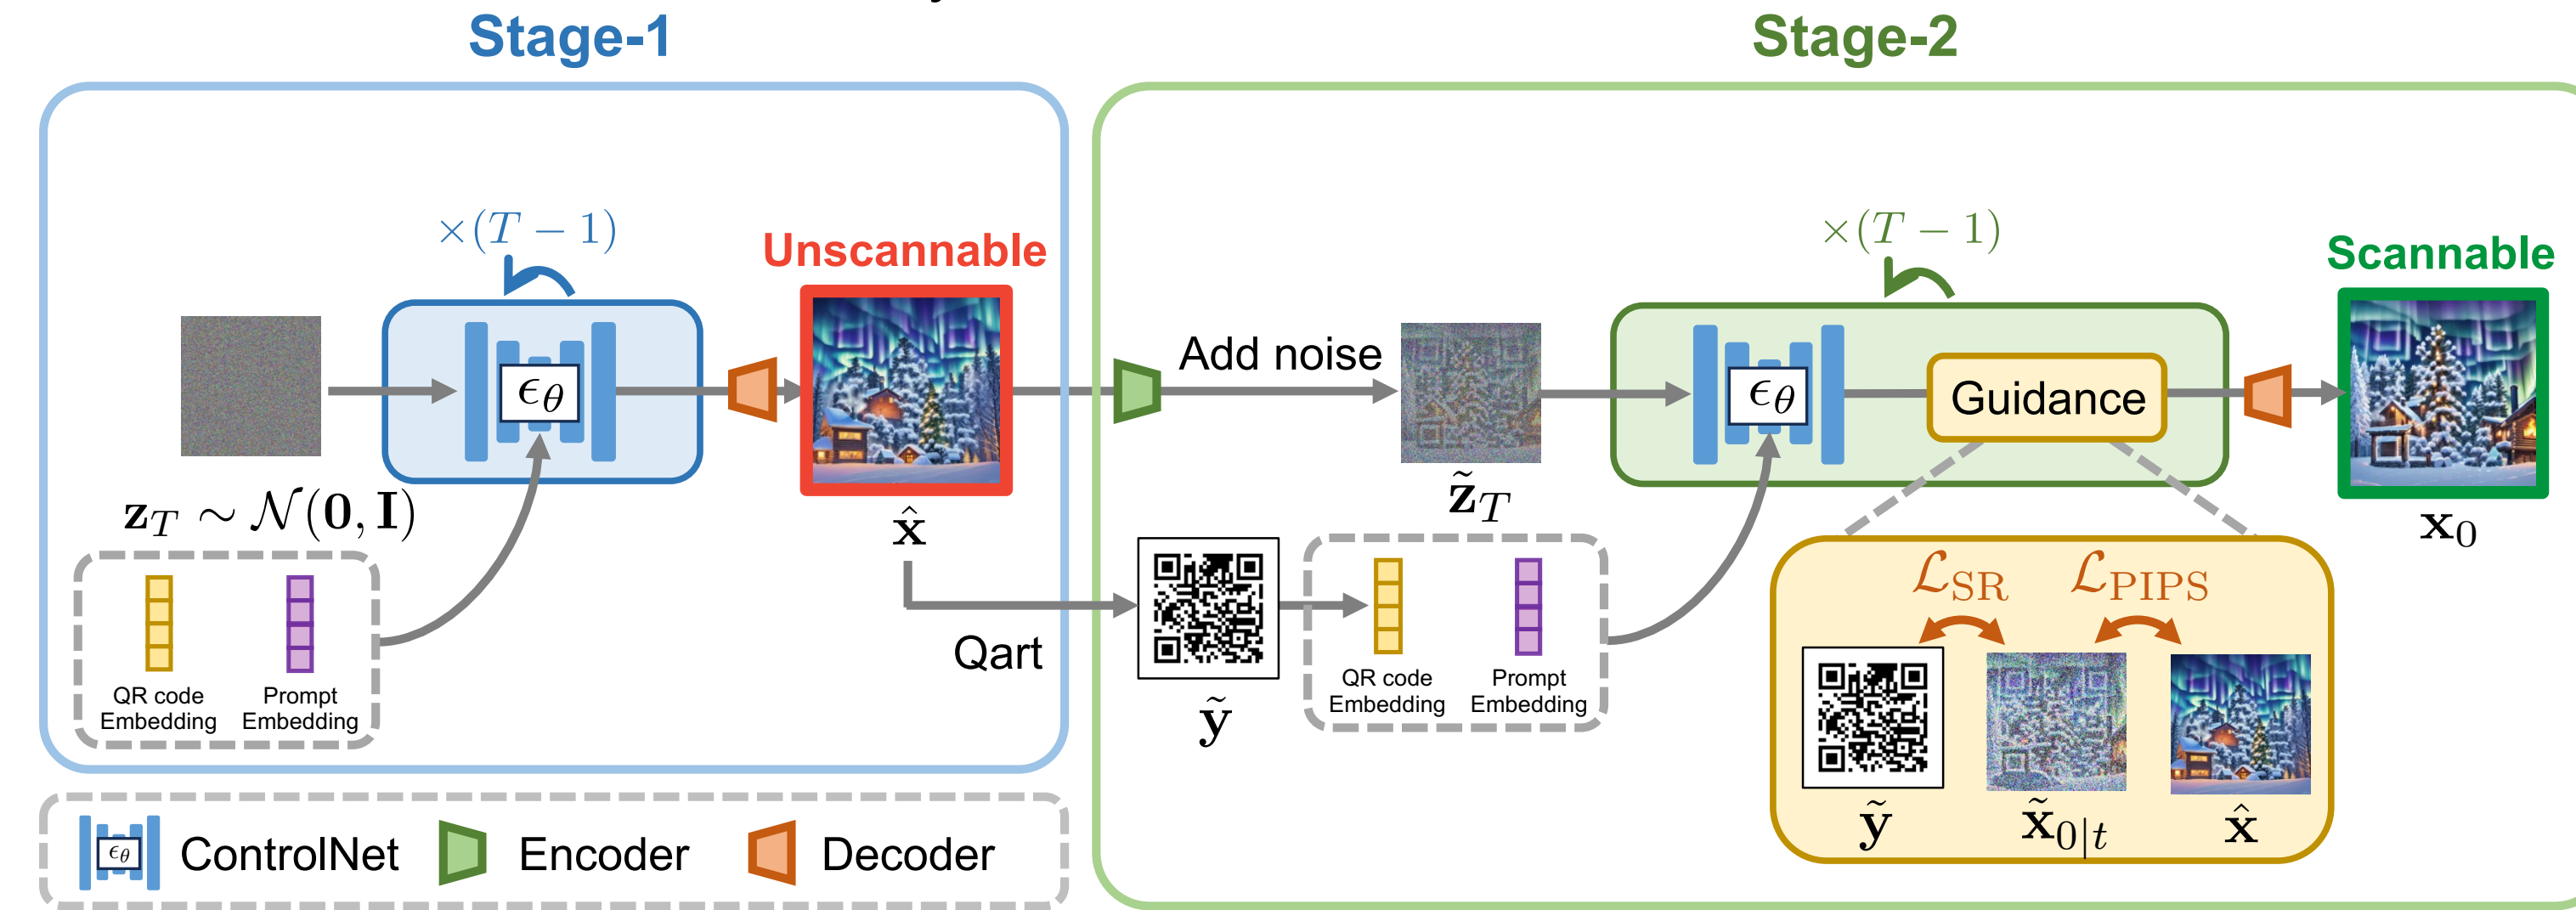 Stage-1
Stage-2
×(T − 1)
Unscannable
ϵθ
z_T ∼ 𝒩(0, I)
x̂
QR code
Embedding
Prompt
Embedding
Qart
Add noise
z̃_T
×(T − 1)
ϵθ
Guidance
Scannable
x_0
ỹ
QR code
Embedding
Prompt
Embedding
ℒ_SR
ℒ_PIPS
ỹ
x̃_0|t
x̂
ϵθ
ControlNet
Encoder
Decoder